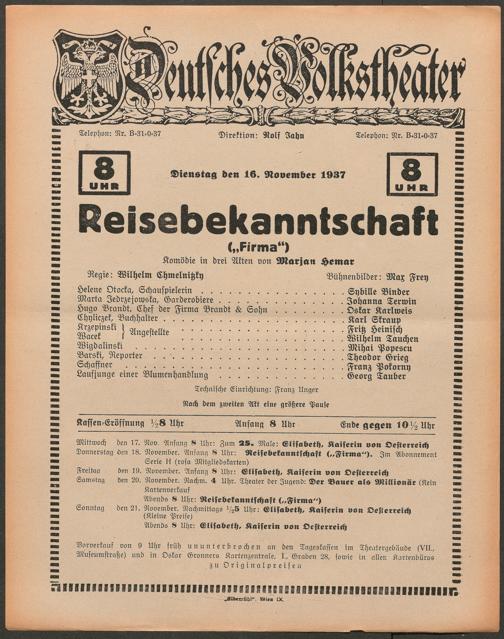 Deutsches Volkstheater
Telephon: Nr. B-31-0-37 Direktion: Rolf Jahn Telephon: Nr. B-31-0-37
8 UHR Dienstag den 16. November 1937 8 UHR
Reisebekanntschaft
(„Firma“)
Komödie in drei Akten von Marjan Hemar
Regie: Wilhelm Chmelnitzky Bühnenbilder: Max Frey
Helene Otocka, Schauspielerin Sybille Binder
Marta Jedrzejowska, Garderobiere Johanna Terwin
Hugo Brandt, Chef der Firma Brandt & Sohn Oskar Karlweis
Chyliczek, Buchhalter Karl Skraup
Krzepinski } Angestellte Fritz Heinisch
Wacek } Wilhelm Tauchen
Wigdalinski Mihai Popescu
Barski, Reporter Theodor Grieg
Schaffner Franz Pokorny
Laufjunge einer Blumenhandlung Georg Tauber
Technische Einrichtung: Franz Unger
Nach dem zweiten Akt eine größere Pause
Kassen-Eröffnung ½8 Uhr Anfang 8 Uhr Ende gegen 10½ Uhr
Mittwoch den 17. Nov. Anfang 8 Uhr: Zum 25. Male: Elisabeth, Kaiserin von Oesterreich
Donnerstag den 18. November. Anfang 8 Uhr: Reisebekanntschaft („Firma“). Im Abonnement
Serie H (rosa Mitgliedskarten)
Freitag den 19. November. Anfang 8 Uhr: Elisabeth, Kaiserin von Oesterreich
Samstag den 20. November. Nachm. 4 Uhr. Theater der Jugend: Der Bauer als Millionär (Kein
Kartenverkauf
Abends 8 Uhr: Reisebekanntschaft („Firma“)
Sonntag den 21. November. Nachmittags ½5 Uhr: Elisabeth, Kaiserin von Oesterreich
(Kleine Preise)
Abends 8 Uhr: Elisabeth, Kaiserin von Oesterreich
Vorverkauf von 9 Uhr früh ununterbrochen an den Tageskassen im Theatergebäude (VII.,
Museumstraße) und in Oskar Gronners Kartenzentrale, I., Graben 28, sowie in allen Kartenbüros
zu Originalpreisen
Wien IX.